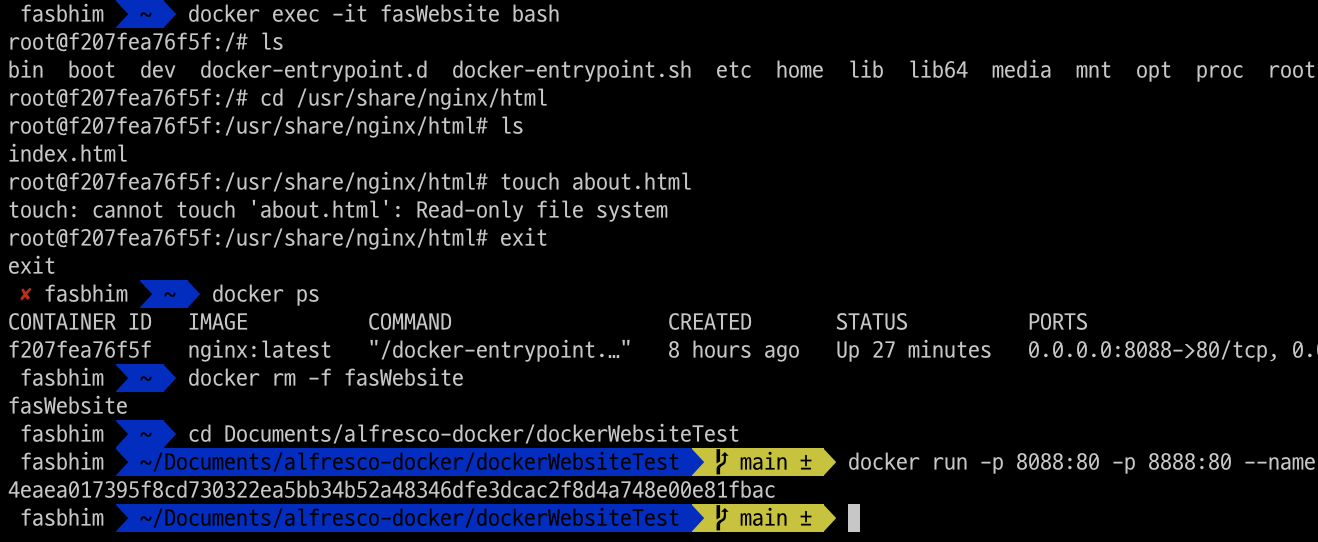 fasbhim ~ docker exec -it fasWebsite bash
root@f207fea76f5f:/# ls
bin boot dev docker-entrypoint.d docker-entrypoint.sh etc home lib lib64 media mnt opt proc root
root@f207fea76f5f:/# cd /usr/share/nginx/html
root@f207fea76f5f:/usr/share/nginx/html# ls
index.html
root@f207fea76f5f:/usr/share/nginx/html# touch about.html
touch: cannot touch 'about.html': Read-only file system
root@f207fea76f5f:/usr/share/nginx/html# exit
exit
✘ fasbhim ~ docker ps
CONTAINER ID IMAGE COMMAND CREATED STATUS PORTS
f207fea76f5f nginx:latest "/docker-entrypoint.…" 8 hours ago Up 27 minutes 0.0.0.0:8088->80/tcp, 0.
fasbhim ~ docker rm -f fasWebsite
fasWebsite
fasbhim ~ cd Documents/alfresco-docker/dockerWebsiteTest
fasbhim ~/Documents/alfresco-docker/dockerWebsiteTest main ± docker run -p 8088:80 -p 8888:80 --name
4eaea017395f8cd730322ea5bb34b52a48346dfe3dcac2f8d4a748e00e81fbac
fasbhim ~/Documents/alfresco-docker/dockerWebsiteTest main ±